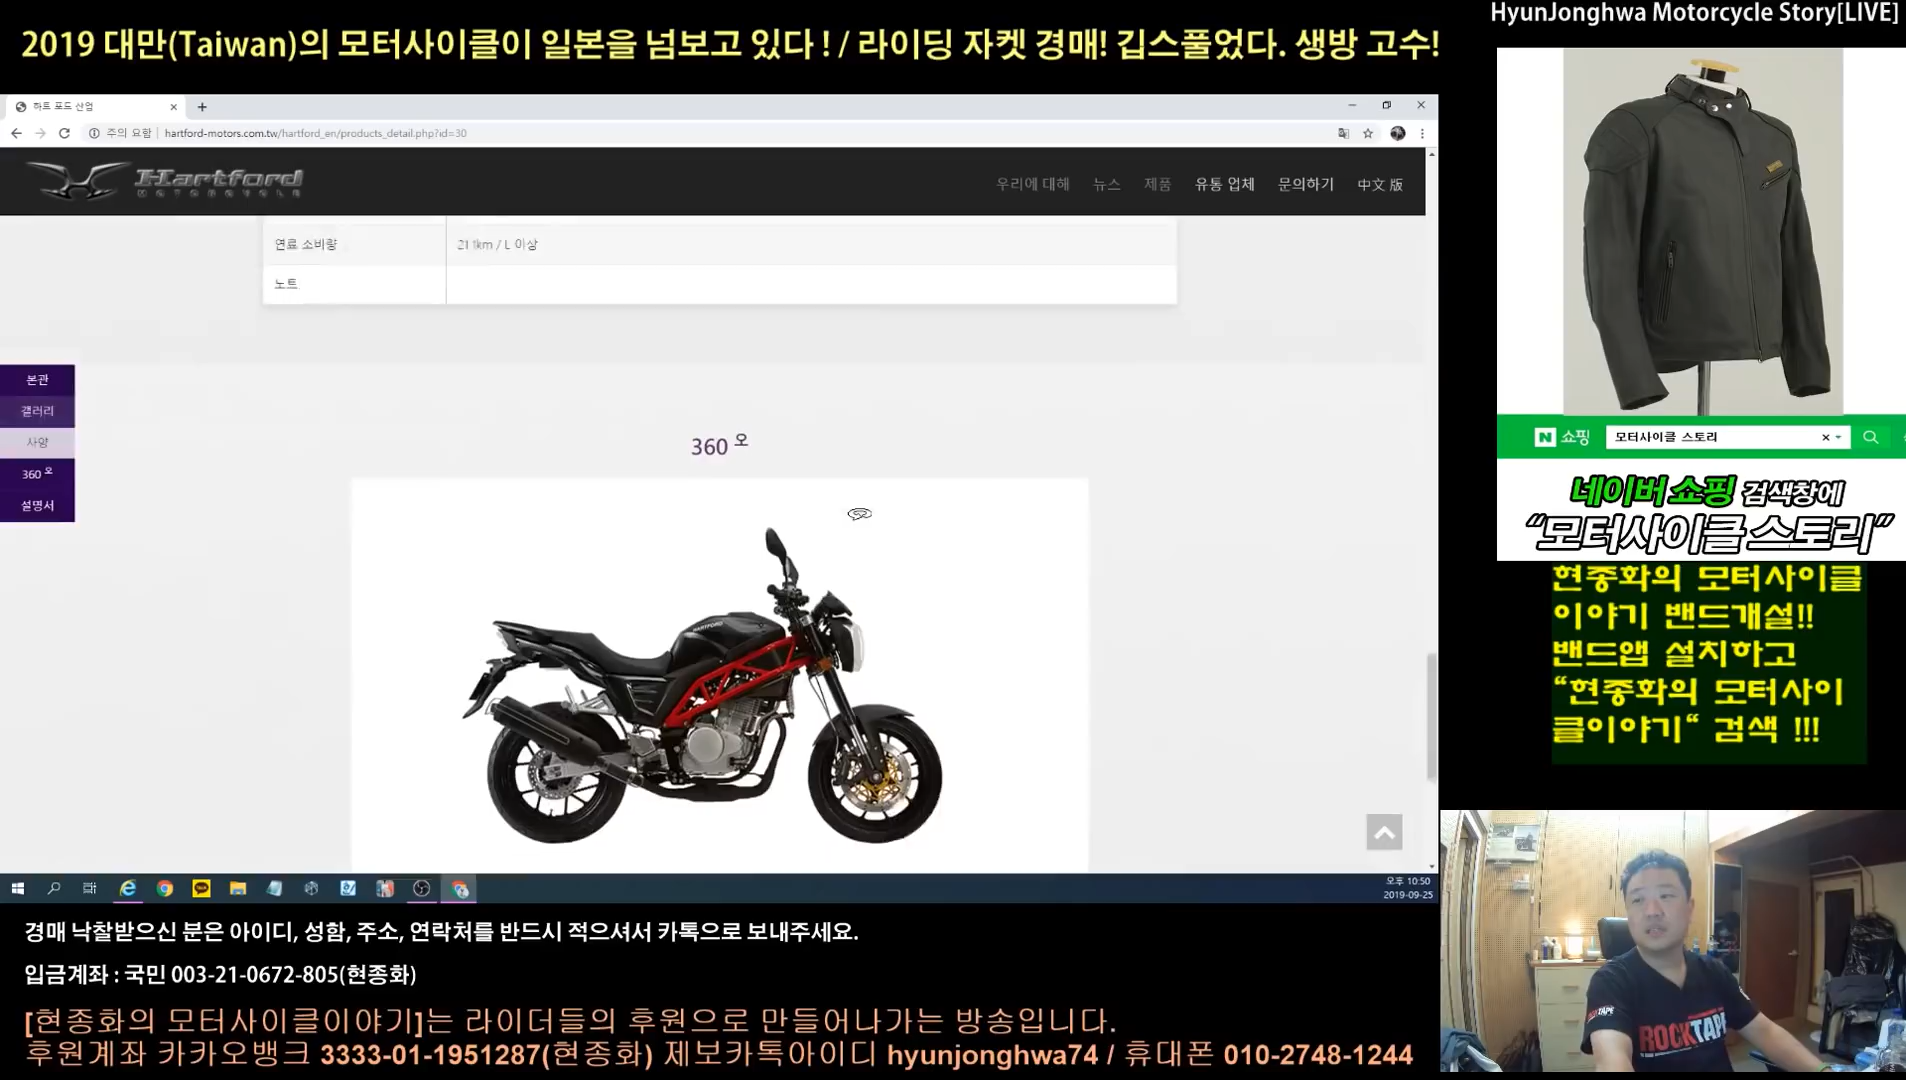 HyunJonghwa Motorcycle Story[LIVE]
2019 대만(Taiwan)의 모터사이클이 일본을 넘보고 있다 ! / 라이딩 자켓 경매! 깁스풀었다. 생방 고수!
하트 포드 산업
주의 요함
hartford-motors.com.tw/hartford_en/products_detail.php?id=30
Hartford
MOTORCYCLE
우리에 대해
뉴스
제품
유통 업체
문의하기
中文 版
연료 소비량
노트
본관
갤러리
사양
360 오
설명서
360 오
HARTFORD
N 쇼핑
모터사이클 스토리
네이버 쇼핑 검색창에
“모터사이클 스토리”
현종화의 모터사이클
이야기 밴드개설!!
밴드앱 설치하고
“현종화의 모터사이
클이야기“ 검색 !!!
오후 10:50
2019-09-25
ROCKTAPE
경매 낙찰받으신 분은 아이디, 성함, 주소, 연락처를 반드시 적으셔서 카톡으로 보내주세요.
입금계좌 : 국민 003-21-0672-805(현종화)
[현종화의 모터사이클이야기]는 라이더들의 후원으로 만들어나가는 방송입니다.
후원계좌 카카오뱅크 3333-01-1951287(현종화) 제보카톡아이디 hyunjonghwa74 / 휴대폰 010-2748-1244